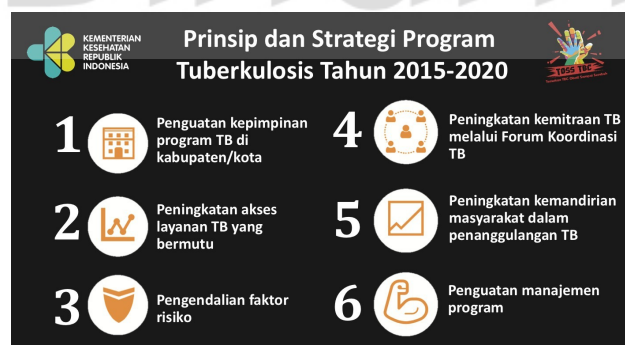 KEMENTERIAN
KESEHATAN
REPUBLIK
INDONESIA
Prinsip dan Strategi Program
Tuberkulosis Tahun 2015-2020
TOSS TBC
1
Penguatan kepimpinan
program TB di
kabupaten/kota
2
Peningkatan akses
layanan TB yang
bermutu
3
Pengendalian faktor
risiko
4
Peningkatan kemitraan TB
melalui Forum Koordinasi
TB
5
Peningkatan kemandirian
masyarakat dalam
penanggulangan TB
6
Penguatan manajemen
program